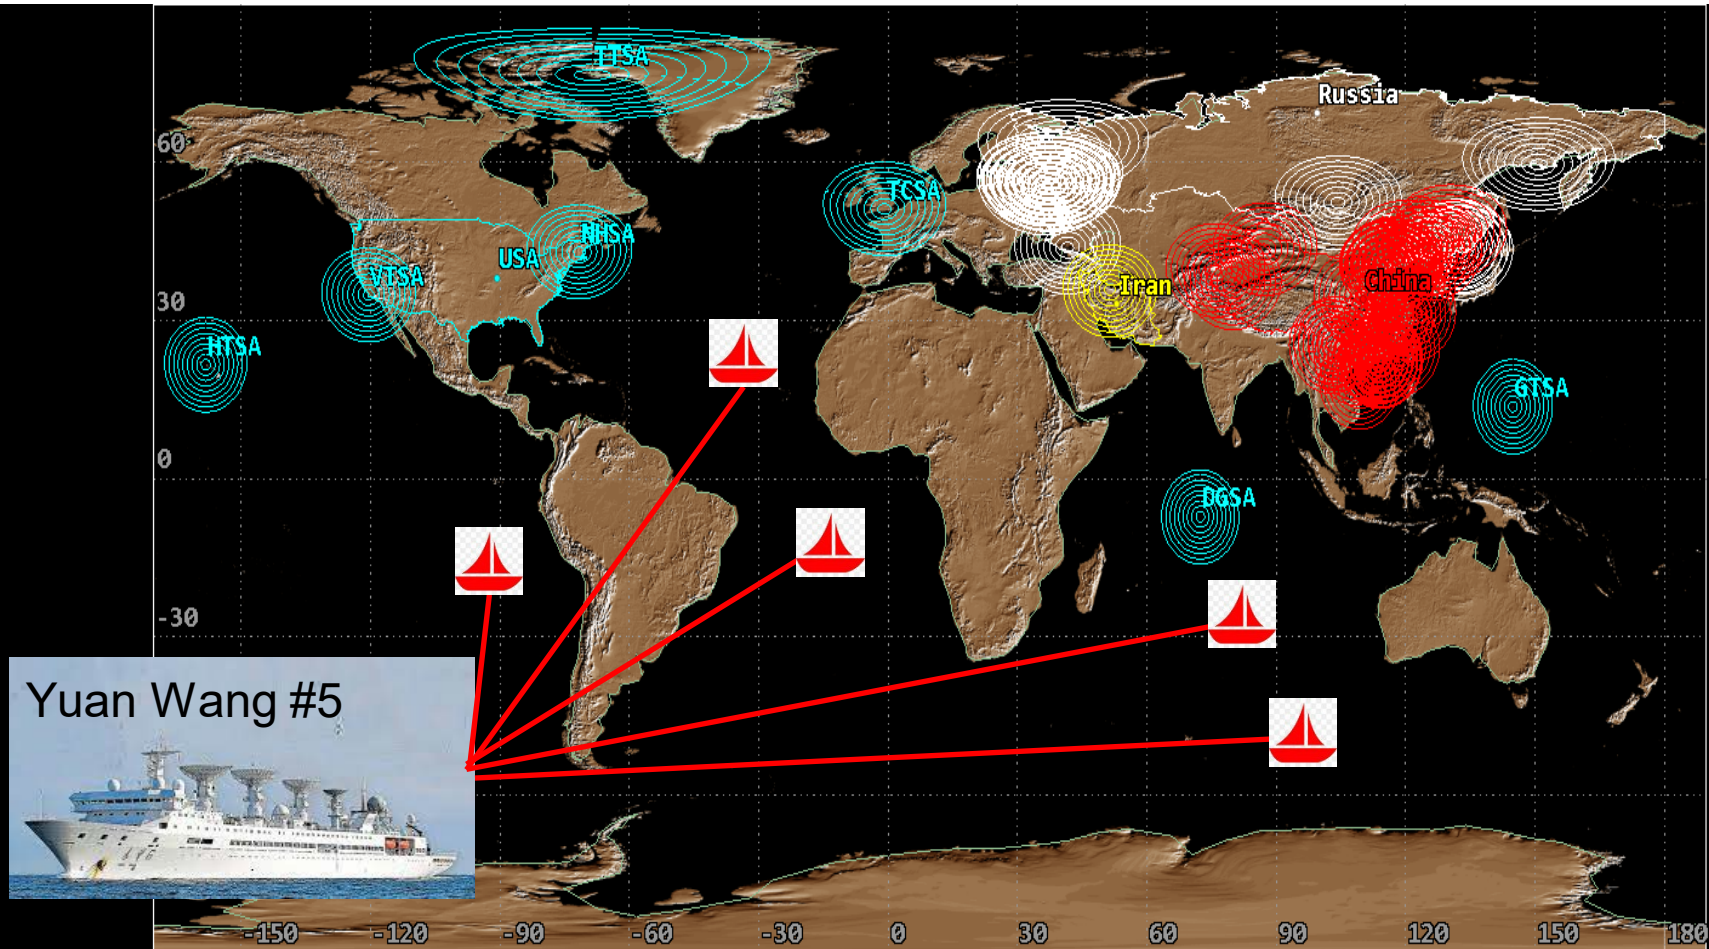 TTSA
Russia
60
TCSA
NHSA
USA
VTSA
China
Iran
30
HTSA
GTSA
0
DGSA
-30
Yuan Wang #5
-150
-120
-90
-60
-30
0
30
60
90
120
150
180